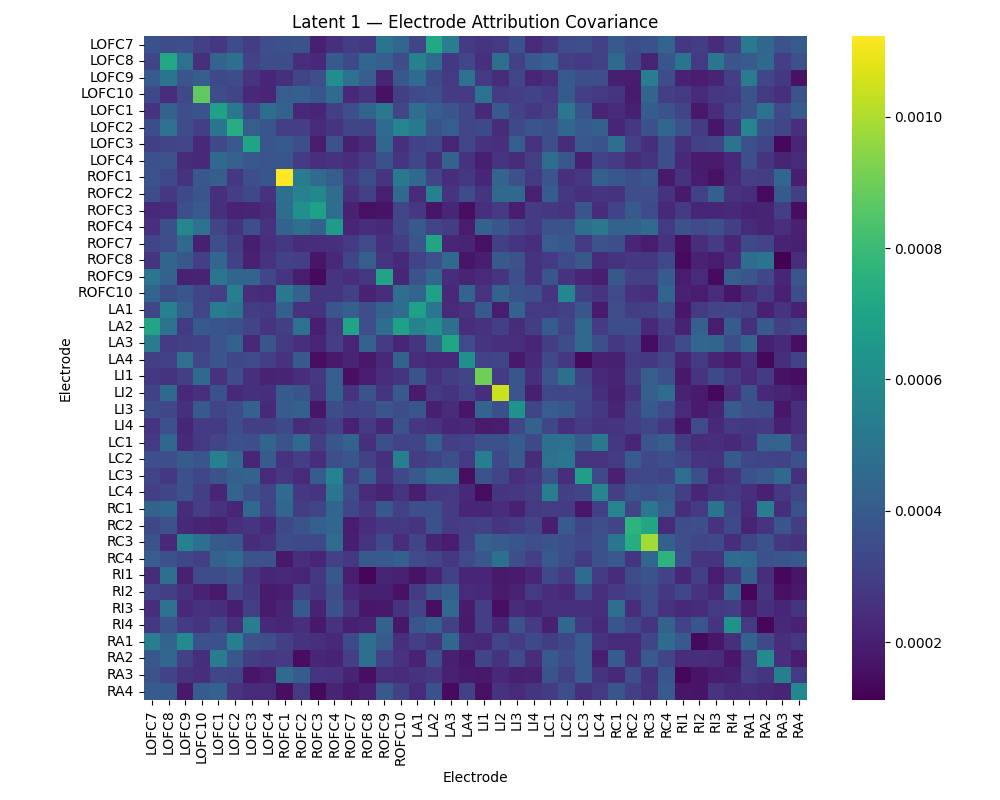 Latent 1 — Electrode Attribution Covariance
LOFC7
LOFC8
LOFC9
LOFC10
LOFC1
LOFC2
LOFC3
LOFC4
ROFC1
ROFC2
ROFC3
ROFC4
ROFC7
ROFC8
ROFC9
ROFC10
LA1
LA2
LA3
LA4
LI1
LI2
LI3
LI4
LC1
LC2
LC3
LC4
RC1
RC2
RC3
RC4
RI1
RI2
RI3
RI4
RA1
RA2
RA3
RA4
Electrode
LOFC7
LOFC8
LOFC9
LOFC10
LOFC1
LOFC2
LOFC3
LOFC4
ROFC1
ROFC2
ROFC3
ROFC4
ROFC7
ROFC8
ROFC9
ROFC10
LA1
LA2
LA3
LA4
LI1
LI2
LI3
LI4
LC1
LC2
LC3
LC4
RC1
RC2
RC3
RC4
RI1
RI2
RI3
RI4
RA1
RA2
RA3
RA4
Electrode
0.0010
0.0008
0.0006
0.0004
0.0002